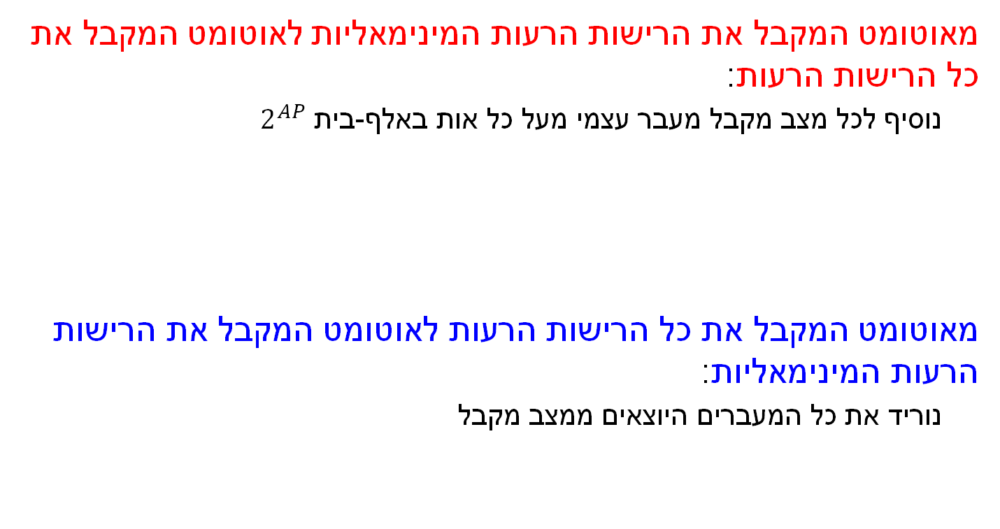 מאוטומט המקבל את הרישות הרעות המינימאליות לאוטומט המקבל את
כל הרישות הרעות:
נוסיף לכל מצב מקבל מעבר עצמי מעל כל אות באלף-בית 2^{AP}
מאוטומט המקבל את כל הרישות הרעות לאוטומט המקבל את הרישות
הרעות המינימאליות:
נוריד את כל המעברים היוצאים ממצב מקבל